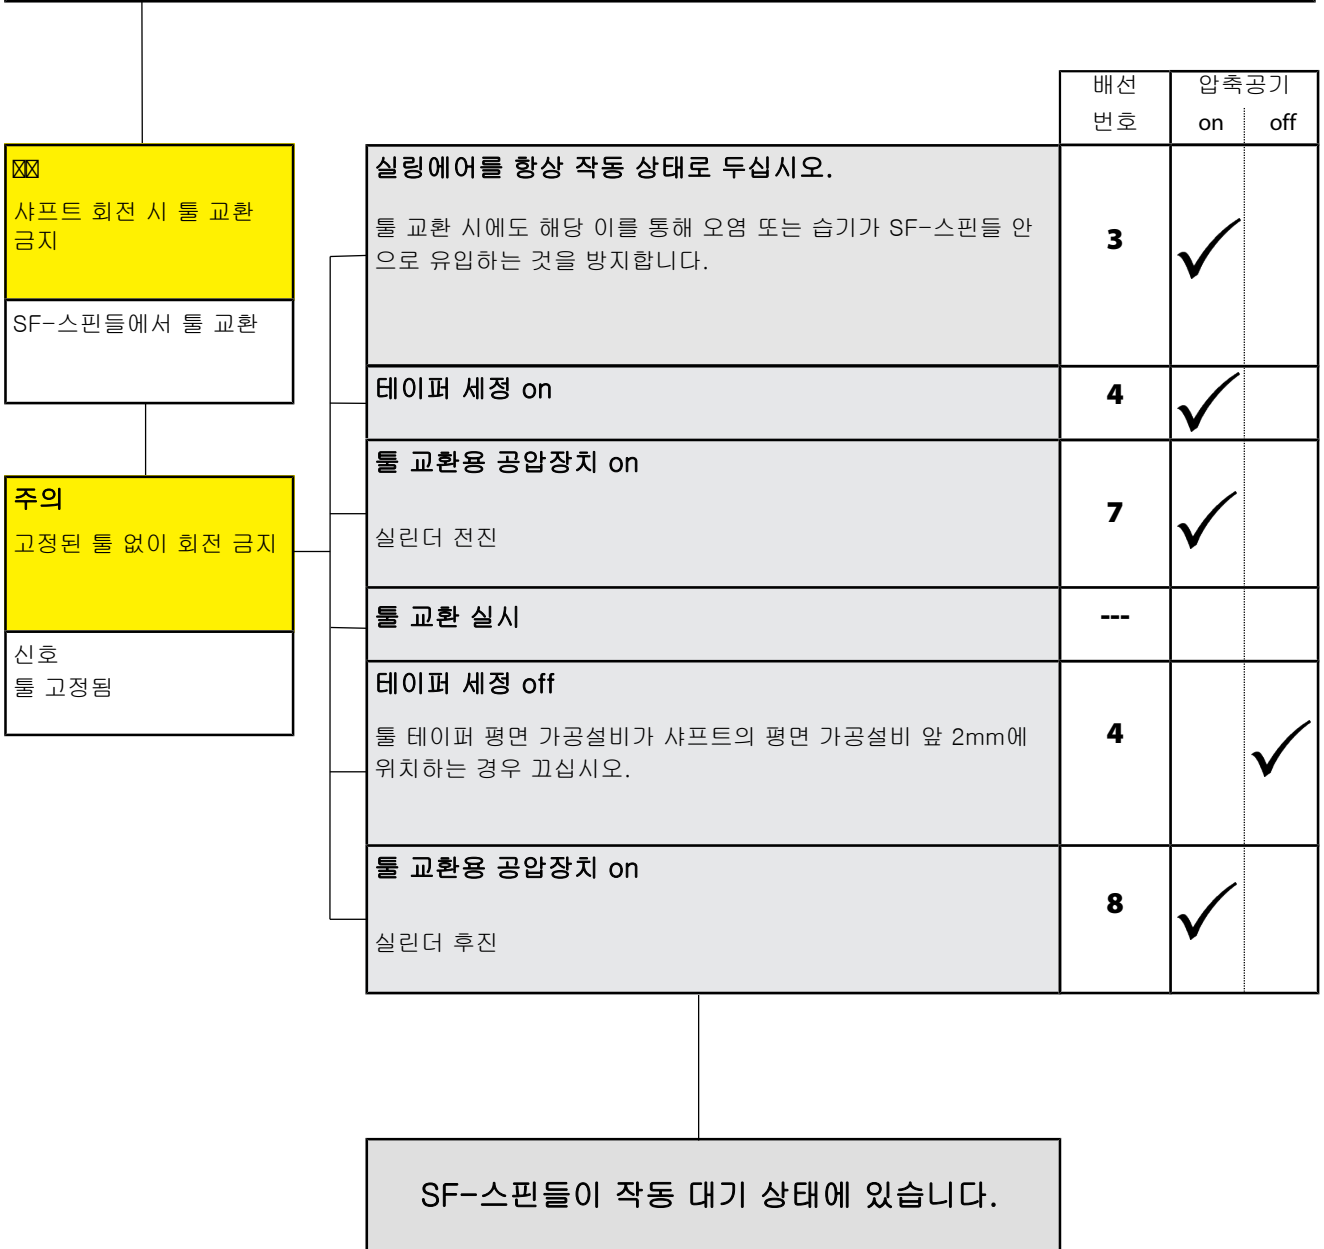 배선
번호
압축공기
on off
샤프트 회전 시 툴 교환
금지
SF-스핀들에서 툴 교환
주의
고정된 툴 없이 회전 금지
신호
툴 고정됨
실링에어를 항상 작동 상태로 두십시오.
툴 교환 시에도 해당 이를 통해 오염 또는 습기가 SF-스핀들 안
으로 유입하는 것을 방지합니다.
3
테이퍼 세정 on
4
툴 교환용 공압장치 on
실린더 전진
7
툴 교환 실시
---
테이퍼 세정 off
툴 테이퍼 평면 가공설비가 샤프트의 평면 가공설비 앞 2mm에
위치하는 경우 끄십시오.
4
툴 교환용 공압장치 on
실린더 후진
8
SF-스핀들이 작동 대기 상태에 있습니다.